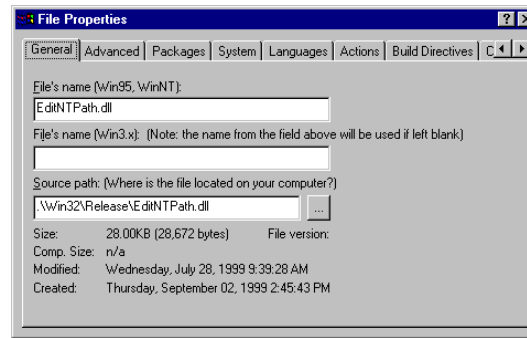 File Properties
General Advanced Packages System Languages Actions Build Directives
File's name (Win95, WinNT):
EditNTPath.dll
File's name (Win3.x): (Note: the name from the field above will be used if left blank)
Source path: (Where is the file located on your computer?)
.\Win32\Release\EditNTPath.dll ...
Size: 28.00KB (28,672 bytes) File version:
Comp. Size: n/a
Modified: Wednesday, July 28, 1999 9:39:28 AM
Created: Thursday, September 02, 1999 2:45:43 PM